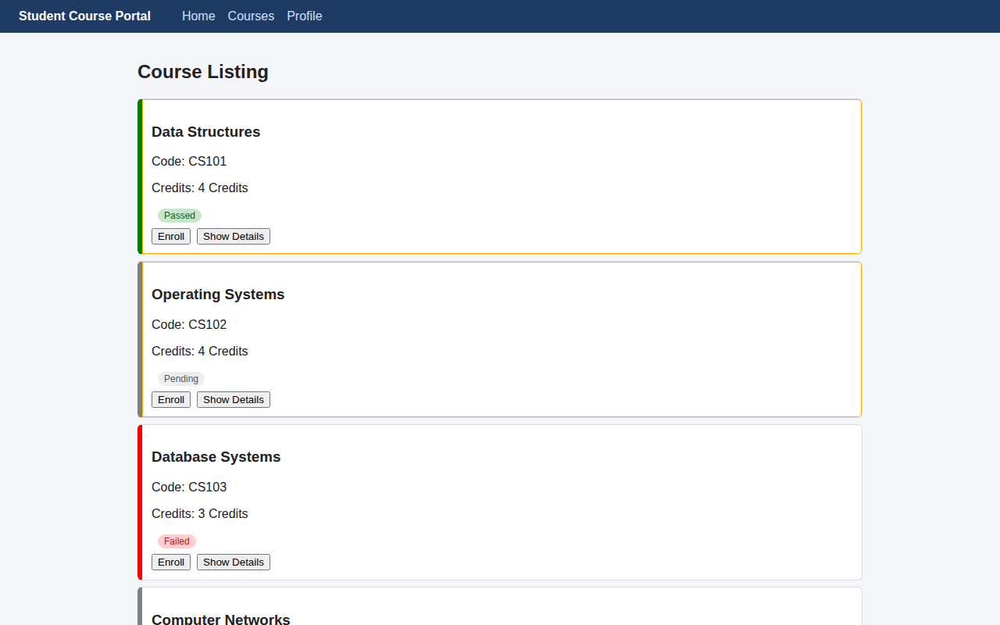 Student Course Portal Home Courses Profile
Course Listing
Data Structures
Code: CS101
Credits: 4 Credits
Passed
Enroll Show Details
Operating Systems
Code: CS102
Credits: 4 Credits
Pending
Enroll Show Details
Database Systems
Code: CS103
Credits: 3 Credits
Failed
Enroll Show Details
Computer Networks